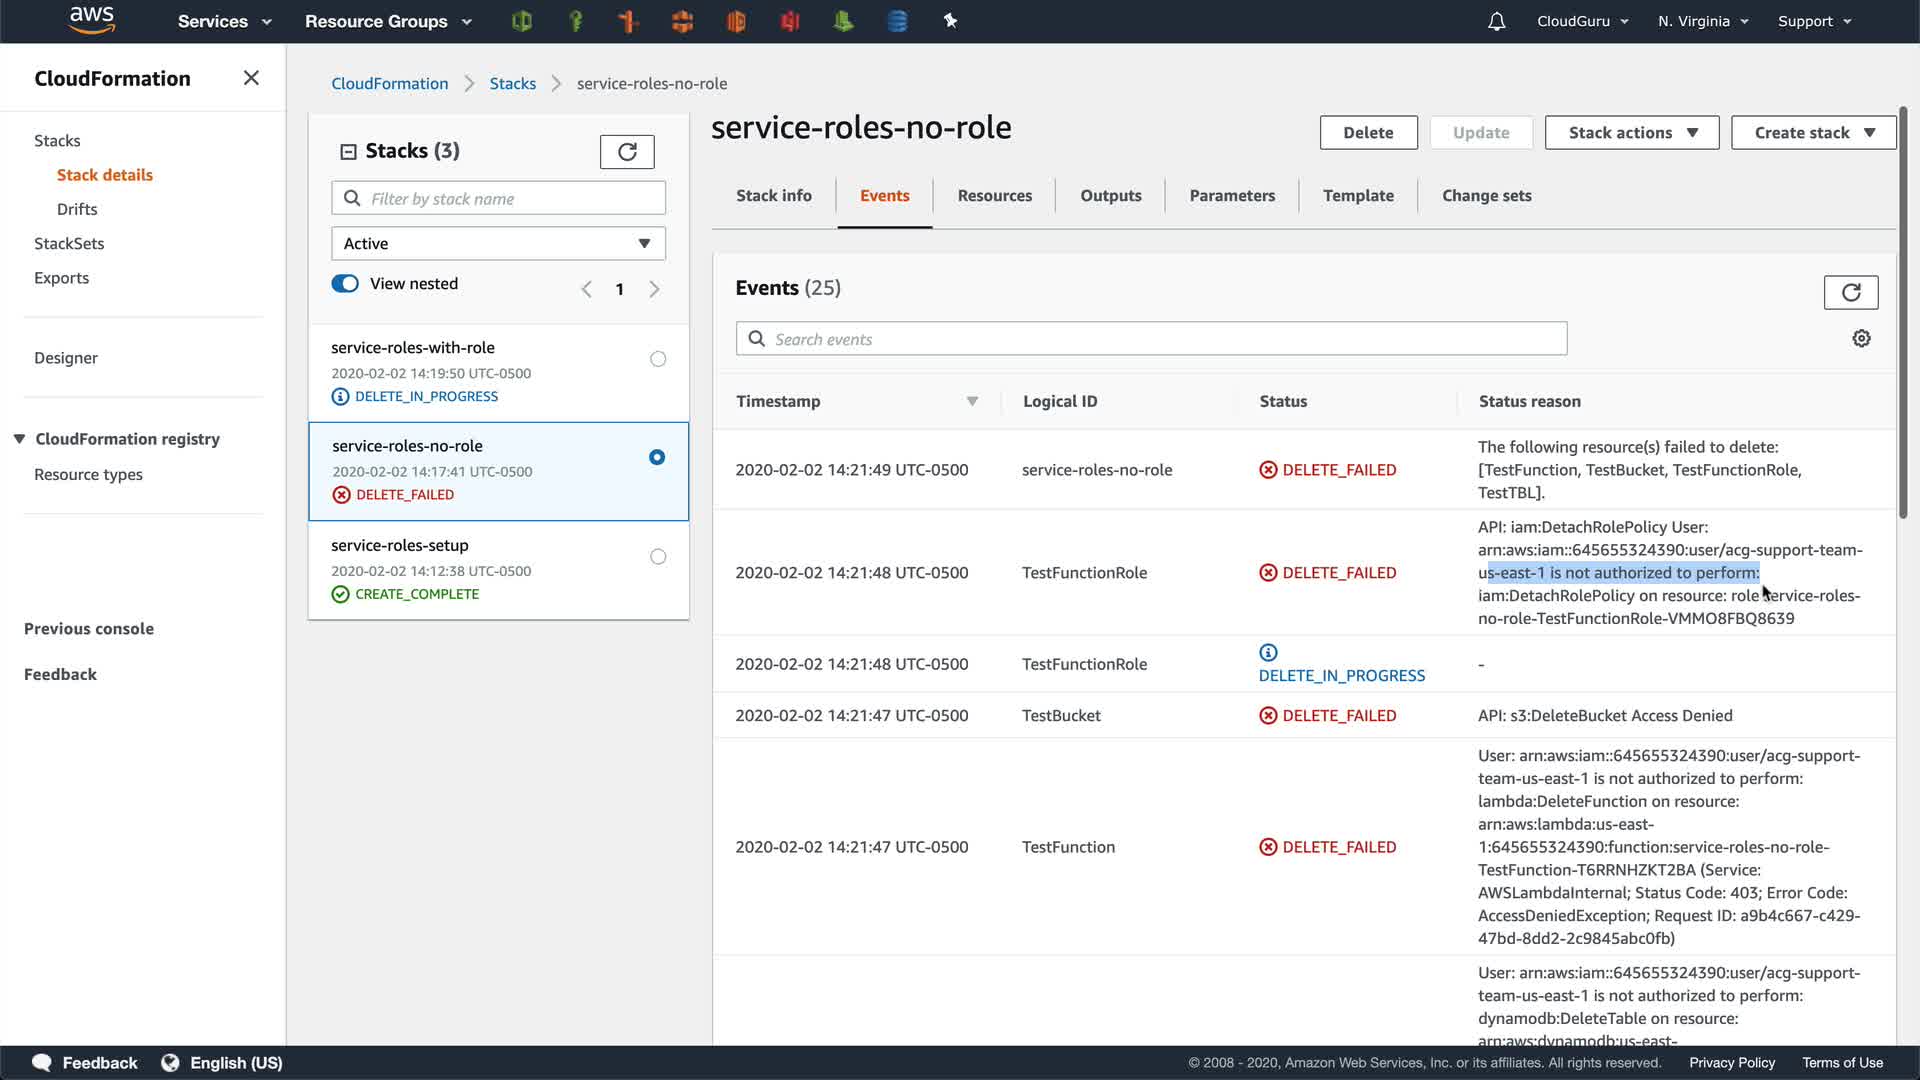 aws
Services
Resource Groups
CloudGuru
N. Virginia
Support
CloudFormation
Stacks
Stack details
Drifts
StackSets
Exports
Designer
CloudFormation registry
Resource types
Previous console
Feedback
CloudFormation
Stacks
service-roles-no-role
Stacks (3)
Filter by stack name
Active
View nested
1
service-roles-with-role
2020-02-02 14:19:50 UTC-0500
DELETE_IN_PROGRESS
service-roles-no-role
2020-02-02 14:17:41 UTC-0500
DELETE_FAILED
service-roles-setup
2020-02-02 14:12:38 UTC-0500
CREATE_COMPLETE
service-roles-no-role
Delete
Update
Stack actions
Create stack
Stack info
Events
Resources
Outputs
Parameters
Template
Change sets
Events (25)
Search events
Timestamp
Logical ID
Status
Status reason
2020-02-02 14:21:49 UTC-0500
service-roles-no-role
DELETE_FAILED
The following resource(s) failed to delete:
[TestFunction, TestBucket, TestFunctionRole,
TestTBL].
2020-02-02 14:21:48 UTC-0500
TestFunctionRole
DELETE_FAILED
API: iam:DetachRolePolicy User:
arn:aws:iam::645655324390:user/acg-support-team-
us-east-1 is not authorized to perform:
iam:DetachRolePolicy on resource: role service-roles-
no-role-TestFunctionRole-VMMO8FBQ8639
2020-02-02 14:21:48 UTC-0500
TestFunctionRole
DELETE_IN_PROGRESS
-
2020-02-02 14:21:47 UTC-0500
TestBucket
DELETE_FAILED
API: s3:DeleteBucket Access Denied
2020-02-02 14:21:47 UTC-0500
TestFunction
DELETE_FAILED
User: arn:aws:iam::645655324390:user/acg-support-
team-us-east-1 is not authorized to perform:
lambda:DeleteFunction on resource:
arn:aws:lambda:us-east-
1:645655324390:function:service-roles-no-role-
TestFunction-T6RRNHZKT2BA (Service:
AWSLambdaInternal; Status Code: 403; Error Code:
AccessDeniedException; Request ID: a9b4c667-c429-
47bd-8dd2-2c9845abc0fb)
User: arn:aws:iam::645655324390:user/acg-support-
team-us-east-1 is not authorized to perform:
dynamodb:DeleteTable on resource:
arn:aws:dynamodb:us-east-
Feedback
English (US)
© 2008 - 2020, Amazon Web Services, Inc. or its affiliates. All rights reserved.
Privacy Policy
Terms of Use